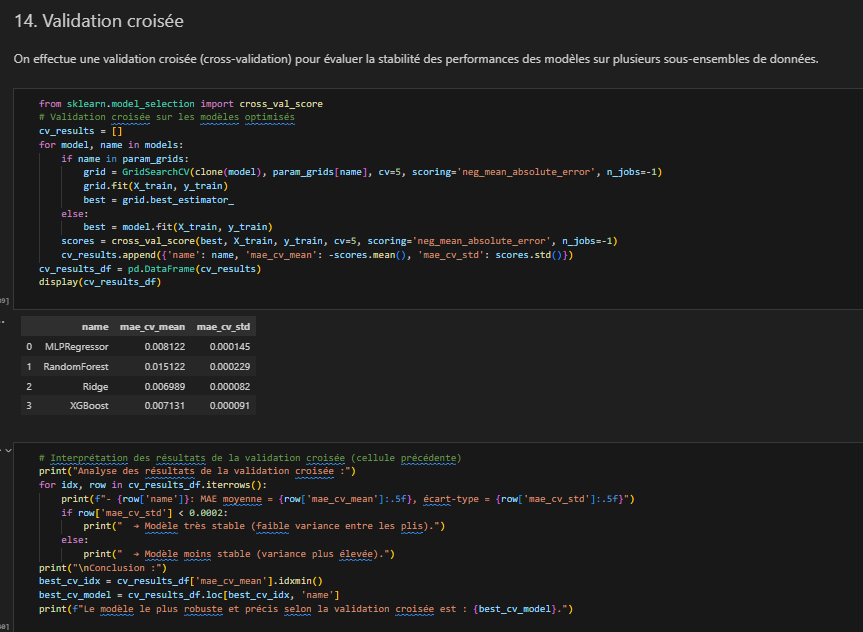 14. Validation croisée
On effectue une validation croisée (cross-validation) pour évaluer la stabilité des performances des modèles sur plusieurs sous-ensembles de données.
from sklearn.model_selection import cross_val_score
# Validation croisée sur les modèles optimisés
cv_results = []
for model, name in models:
    if name in param_grids:
        grid = GridSearchCV(clone(model), param_grids[name], cv=5, scoring='neg_mean_absolute_error', n_jobs=-1)
        grid.fit(X_train, y_train)
        best = grid.best_estimator_
    else:
        best = model.fit(X_train, y_train)
    scores = cross_val_score(best, X_train, y_train, cv=5, scoring='neg_mean_absolute_error', n_jobs=-1)
    cv_results.append({'name': name, 'mae_cv_mean': -scores.mean(), 'mae_cv_std': scores.std()})
cv_results_df = pd.DataFrame(cv_results)
display(cv_results_df)
name mae_cv_mean mae_cv_std
0 MLPRegressor 0.008122 0.000145
1 RandomForest 0.015122 0.000229
2 Ridge 0.006989 0.000082
3 XGBoost 0.007131 0.000091
# Interprétation des résultats de la validation croisée (cellule précédente)
print("Analyse des résultats de la validation croisée :")
for idx, row in cv_results_df.iterrows():
    print(f"- {row['name']}: MAE moyenne = {row['mae_cv_mean']:.5f}, écart-type = {row['mae_cv_std']:.5f}")
    if row['mae_cv_std'] < 0.0002:
        print("  → Modèle très stable (faible variance entre les plis).")
    else:
        print("  → Modèle moins stable (variance plus élevée).")
print("\nConclusion :")
best_cv_idx = cv_results_df['mae_cv_mean'].idxmin()
best_cv_model = cv_results_df.loc[best_cv_idx, 'name']
print(f"Le modèle le plus robuste et précis selon la validation croisée est : {best_cv_model}.")